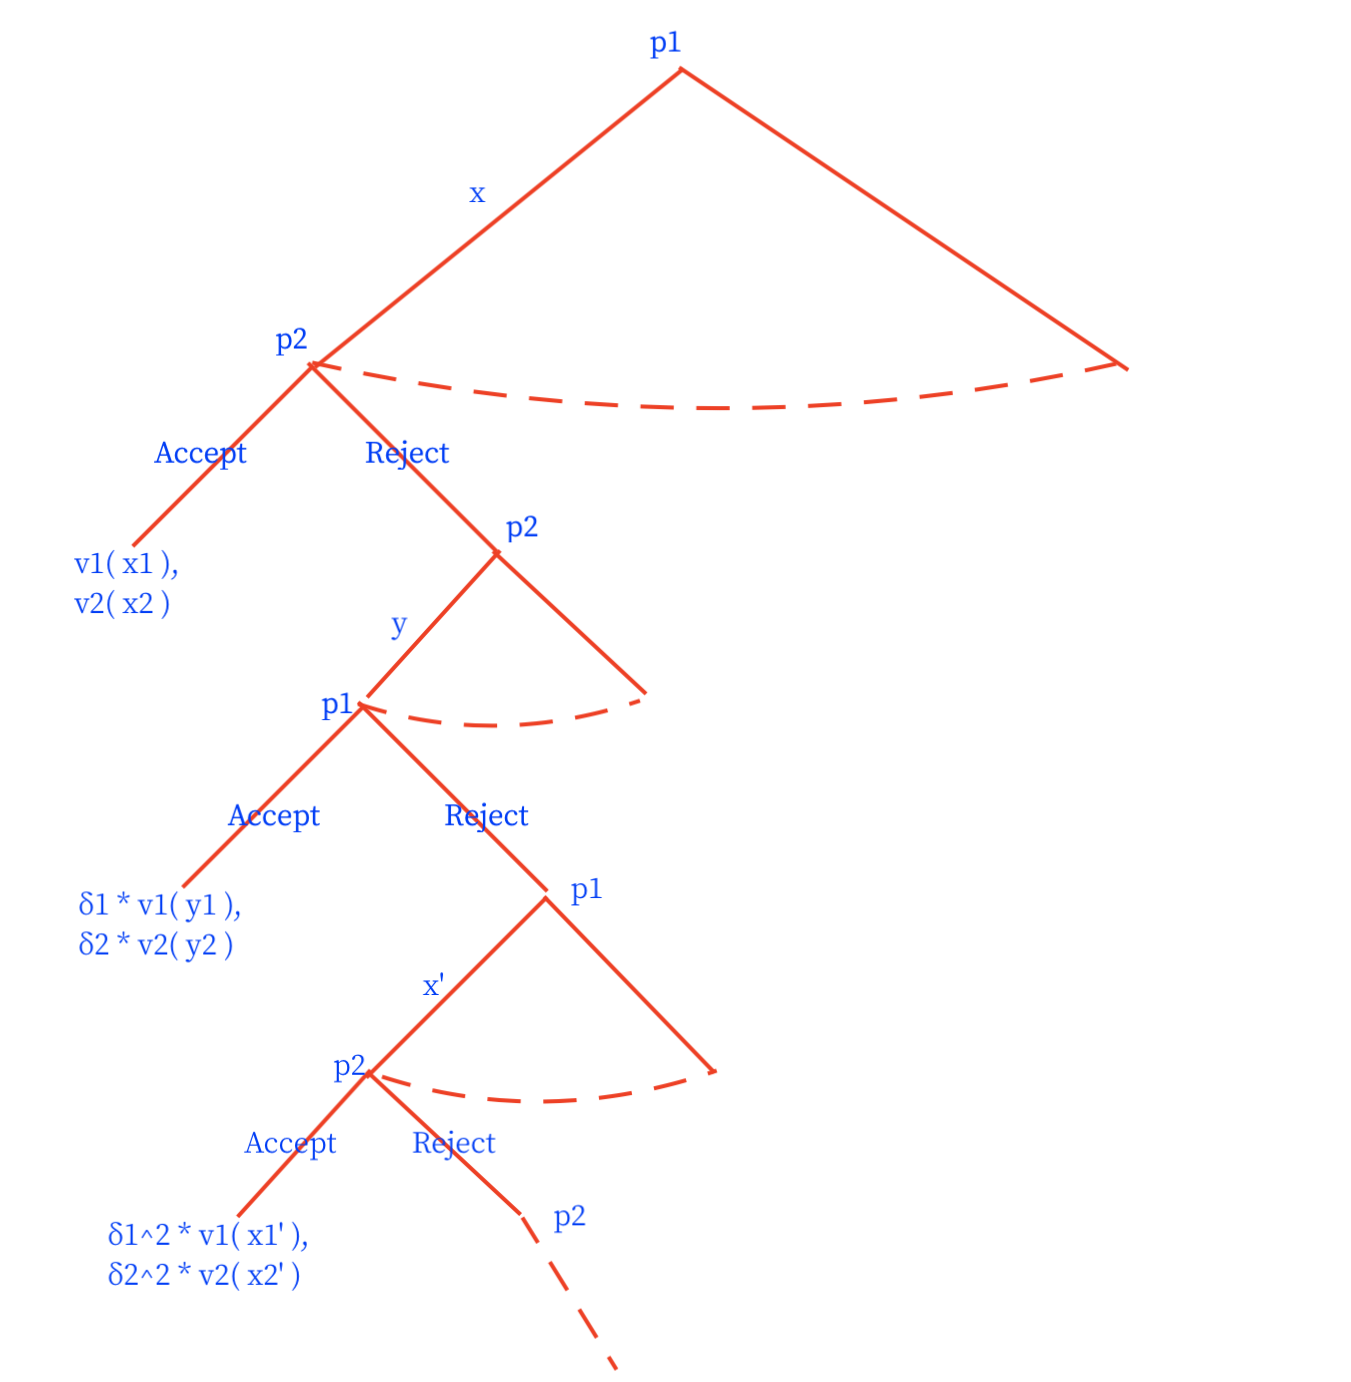 p1
x
p2
Accept
Reject
p2
v1( x1 ),
v2( x2 )
y
p1
Accept
Reject
p1
δ1 * v1( y1 ),
δ2 * v2( y2 )
x'
p2
Accept
Reject
p2
δ1^2 * v1( x1' ),
δ2^2 * v2( x2' )